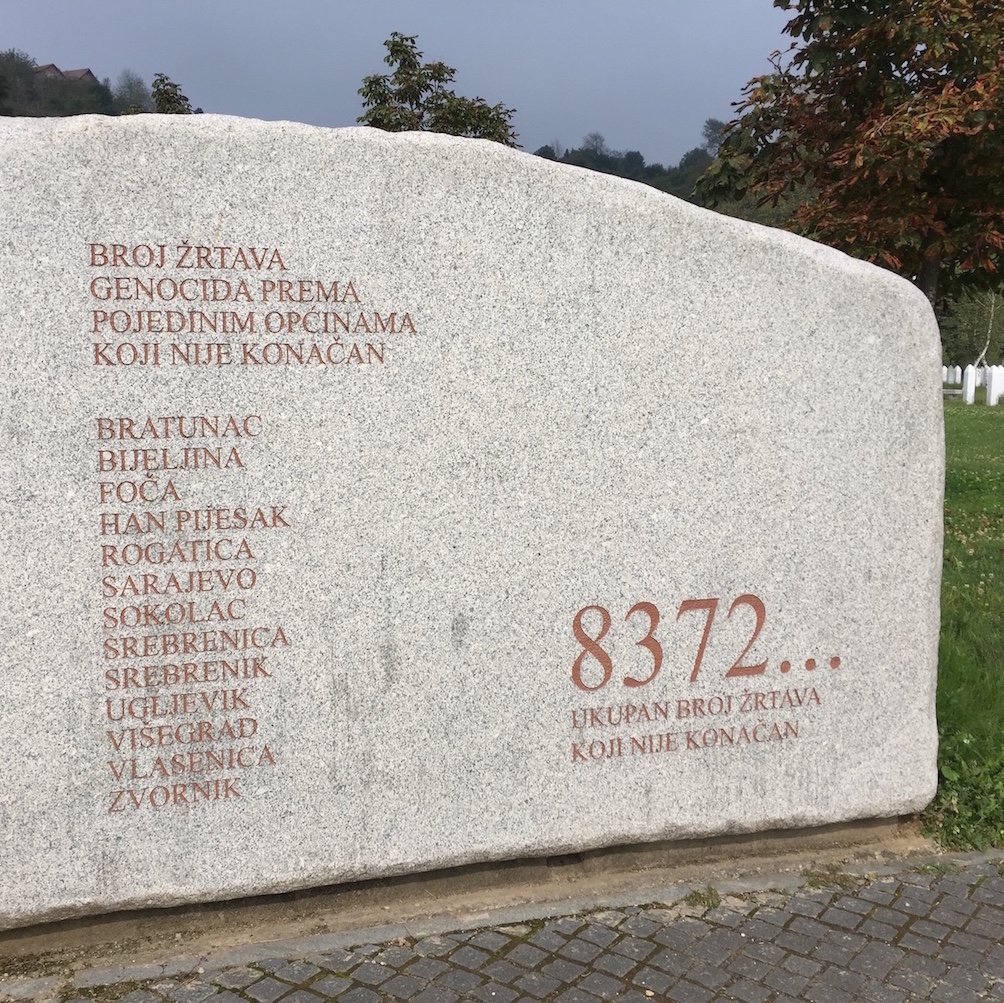 BROJ ŽRTAVA
GENOCIDA PREMA
POJEDINIM OPĆINAMA
KOJI NIJE KONAČAN
BRATUNAC
BIJELJINA
FOČA
HAN PIJESAK
ROGATICA
SARAJEVO
SOKOLAC
SREBRENICA
SREBRENIK
UGLJEVIK
VIŠEGRAD
VLASENICA
ZVORNIK
8372...
UKUPAN BROJ ŽRTAVA
KOJI NIJE KONAČAN